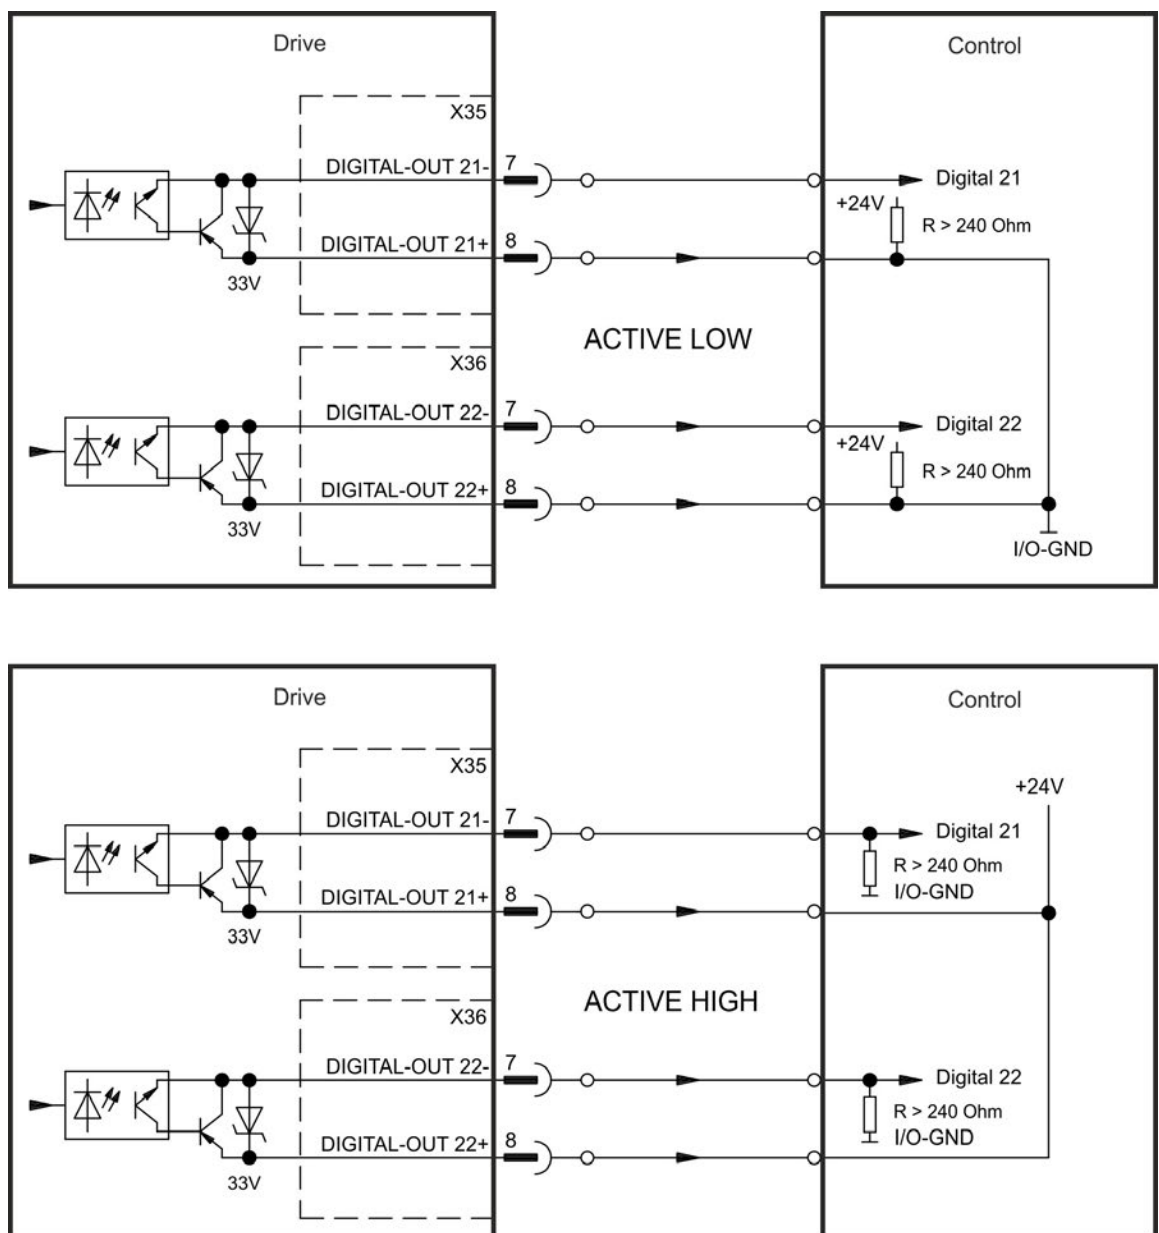 Drive
Control
X35
DIGITAL-OUT 21-
7
Digital 21
+24V
R > 240 Ohm
DIGITAL-OUT 21+
8
33V
ACTIVE LOW
X36
DIGITAL-OUT 22-
7
Digital 22
+24V
R > 240 Ohm
DIGITAL-OUT 22+
8
33V
I/O-GND
Drive
Control
X35
+24V
DIGITAL-OUT 21-
7
Digital 21
R > 240 Ohm
I/O-GND
DIGITAL-OUT 21+
8
33V
ACTIVE HIGH
X36
DIGITAL-OUT 22-
7
Digital 22
R > 240 Ohm
I/O-GND
DIGITAL-OUT 22+
8
33V